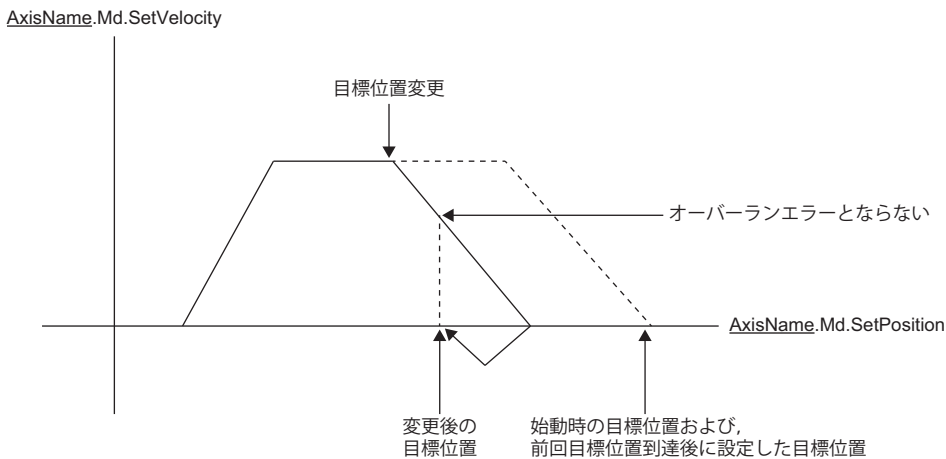 AxisName.Md.SetVelocity
目標位置変更
オーバーランエラーとならない
AxisName.Md.SetPosition
変更後の
目標位置
始動時の目標位置および,
前回目標位置到達後に設定した目標位置